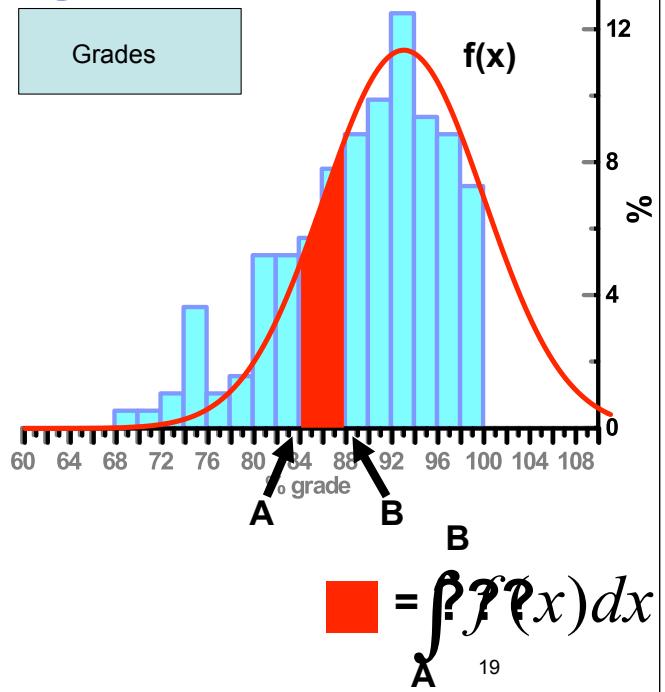 Grades
f(x)
12
8
%
4
0
60 64 68 72 76 80 84 88 92 96 100 104 108
% grade
A B
B
= ∫ ??? f(x)dx
A
19